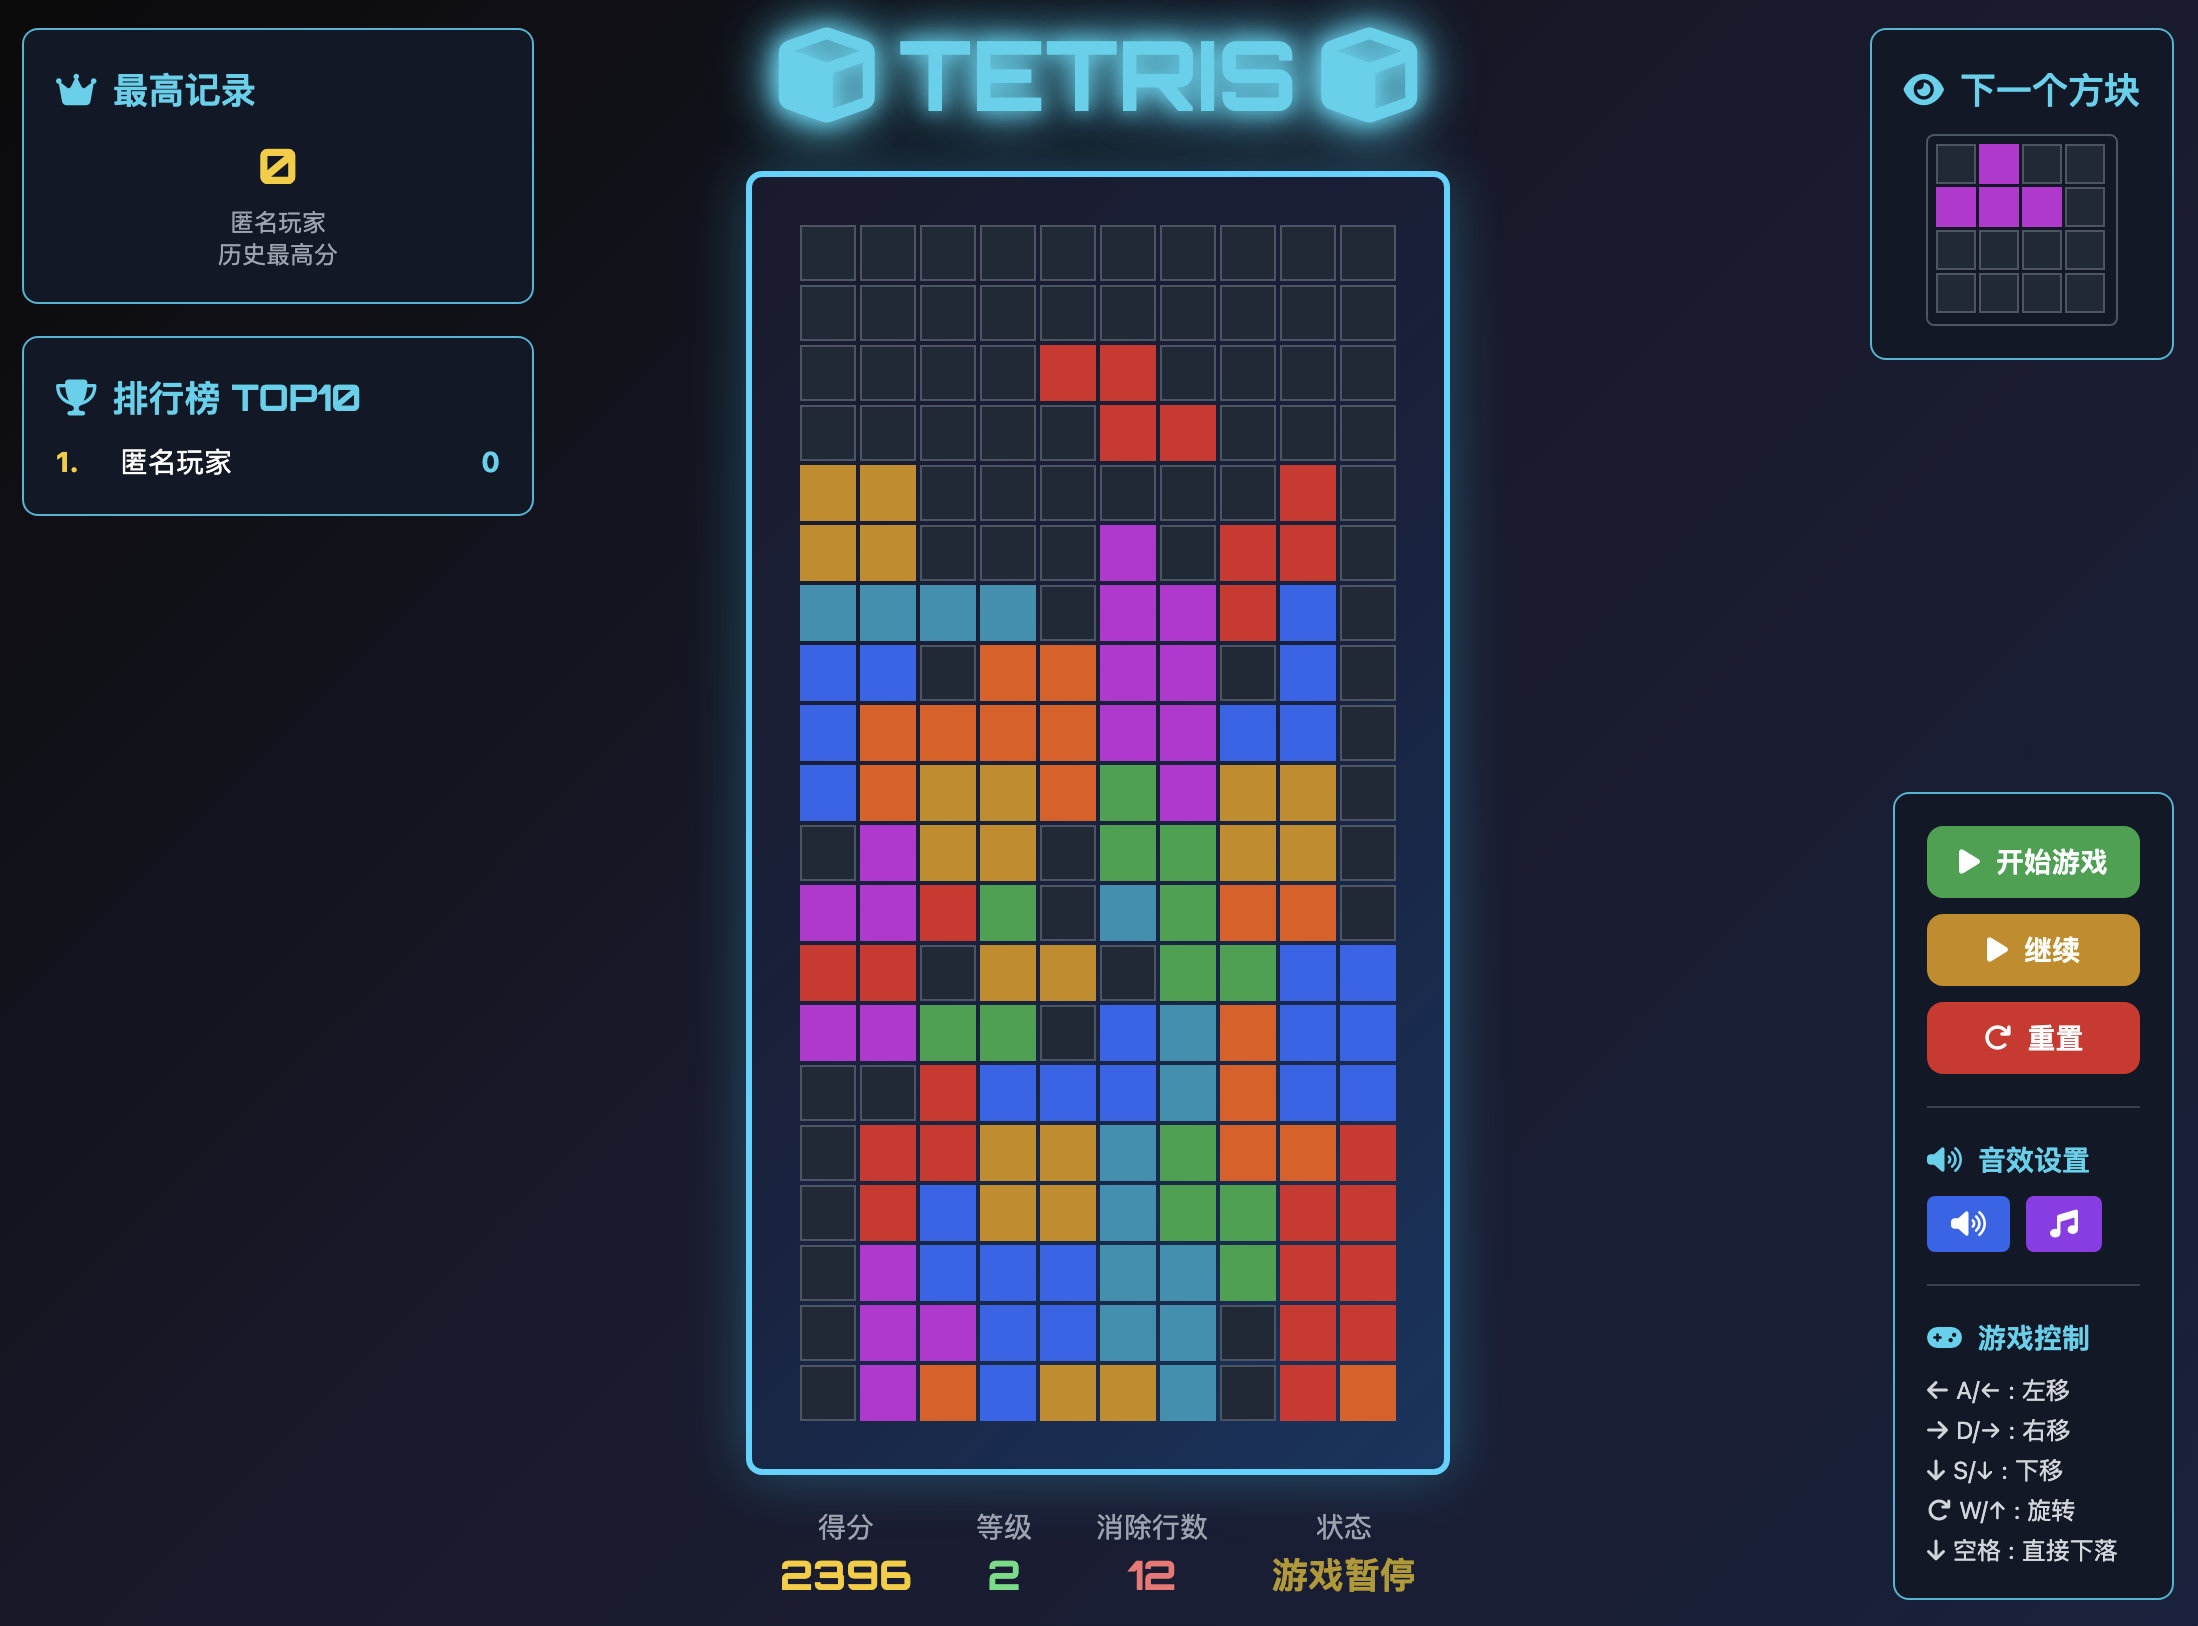 最高记录
0
匿名玩家
历史最高分
排行榜 TOP10
1. 匿名玩家 0
TETRIS
得分 等级 消除行数 状态
2396 2 12 游戏暂停
下一个方块
开始游戏
继续
重置
音效设置
游戏控制
← A/← : 左移
→ D/→ : 右移
↓ S/↓ : 下移
W/↑ : 旋转
↓ 空格 : 直接下落